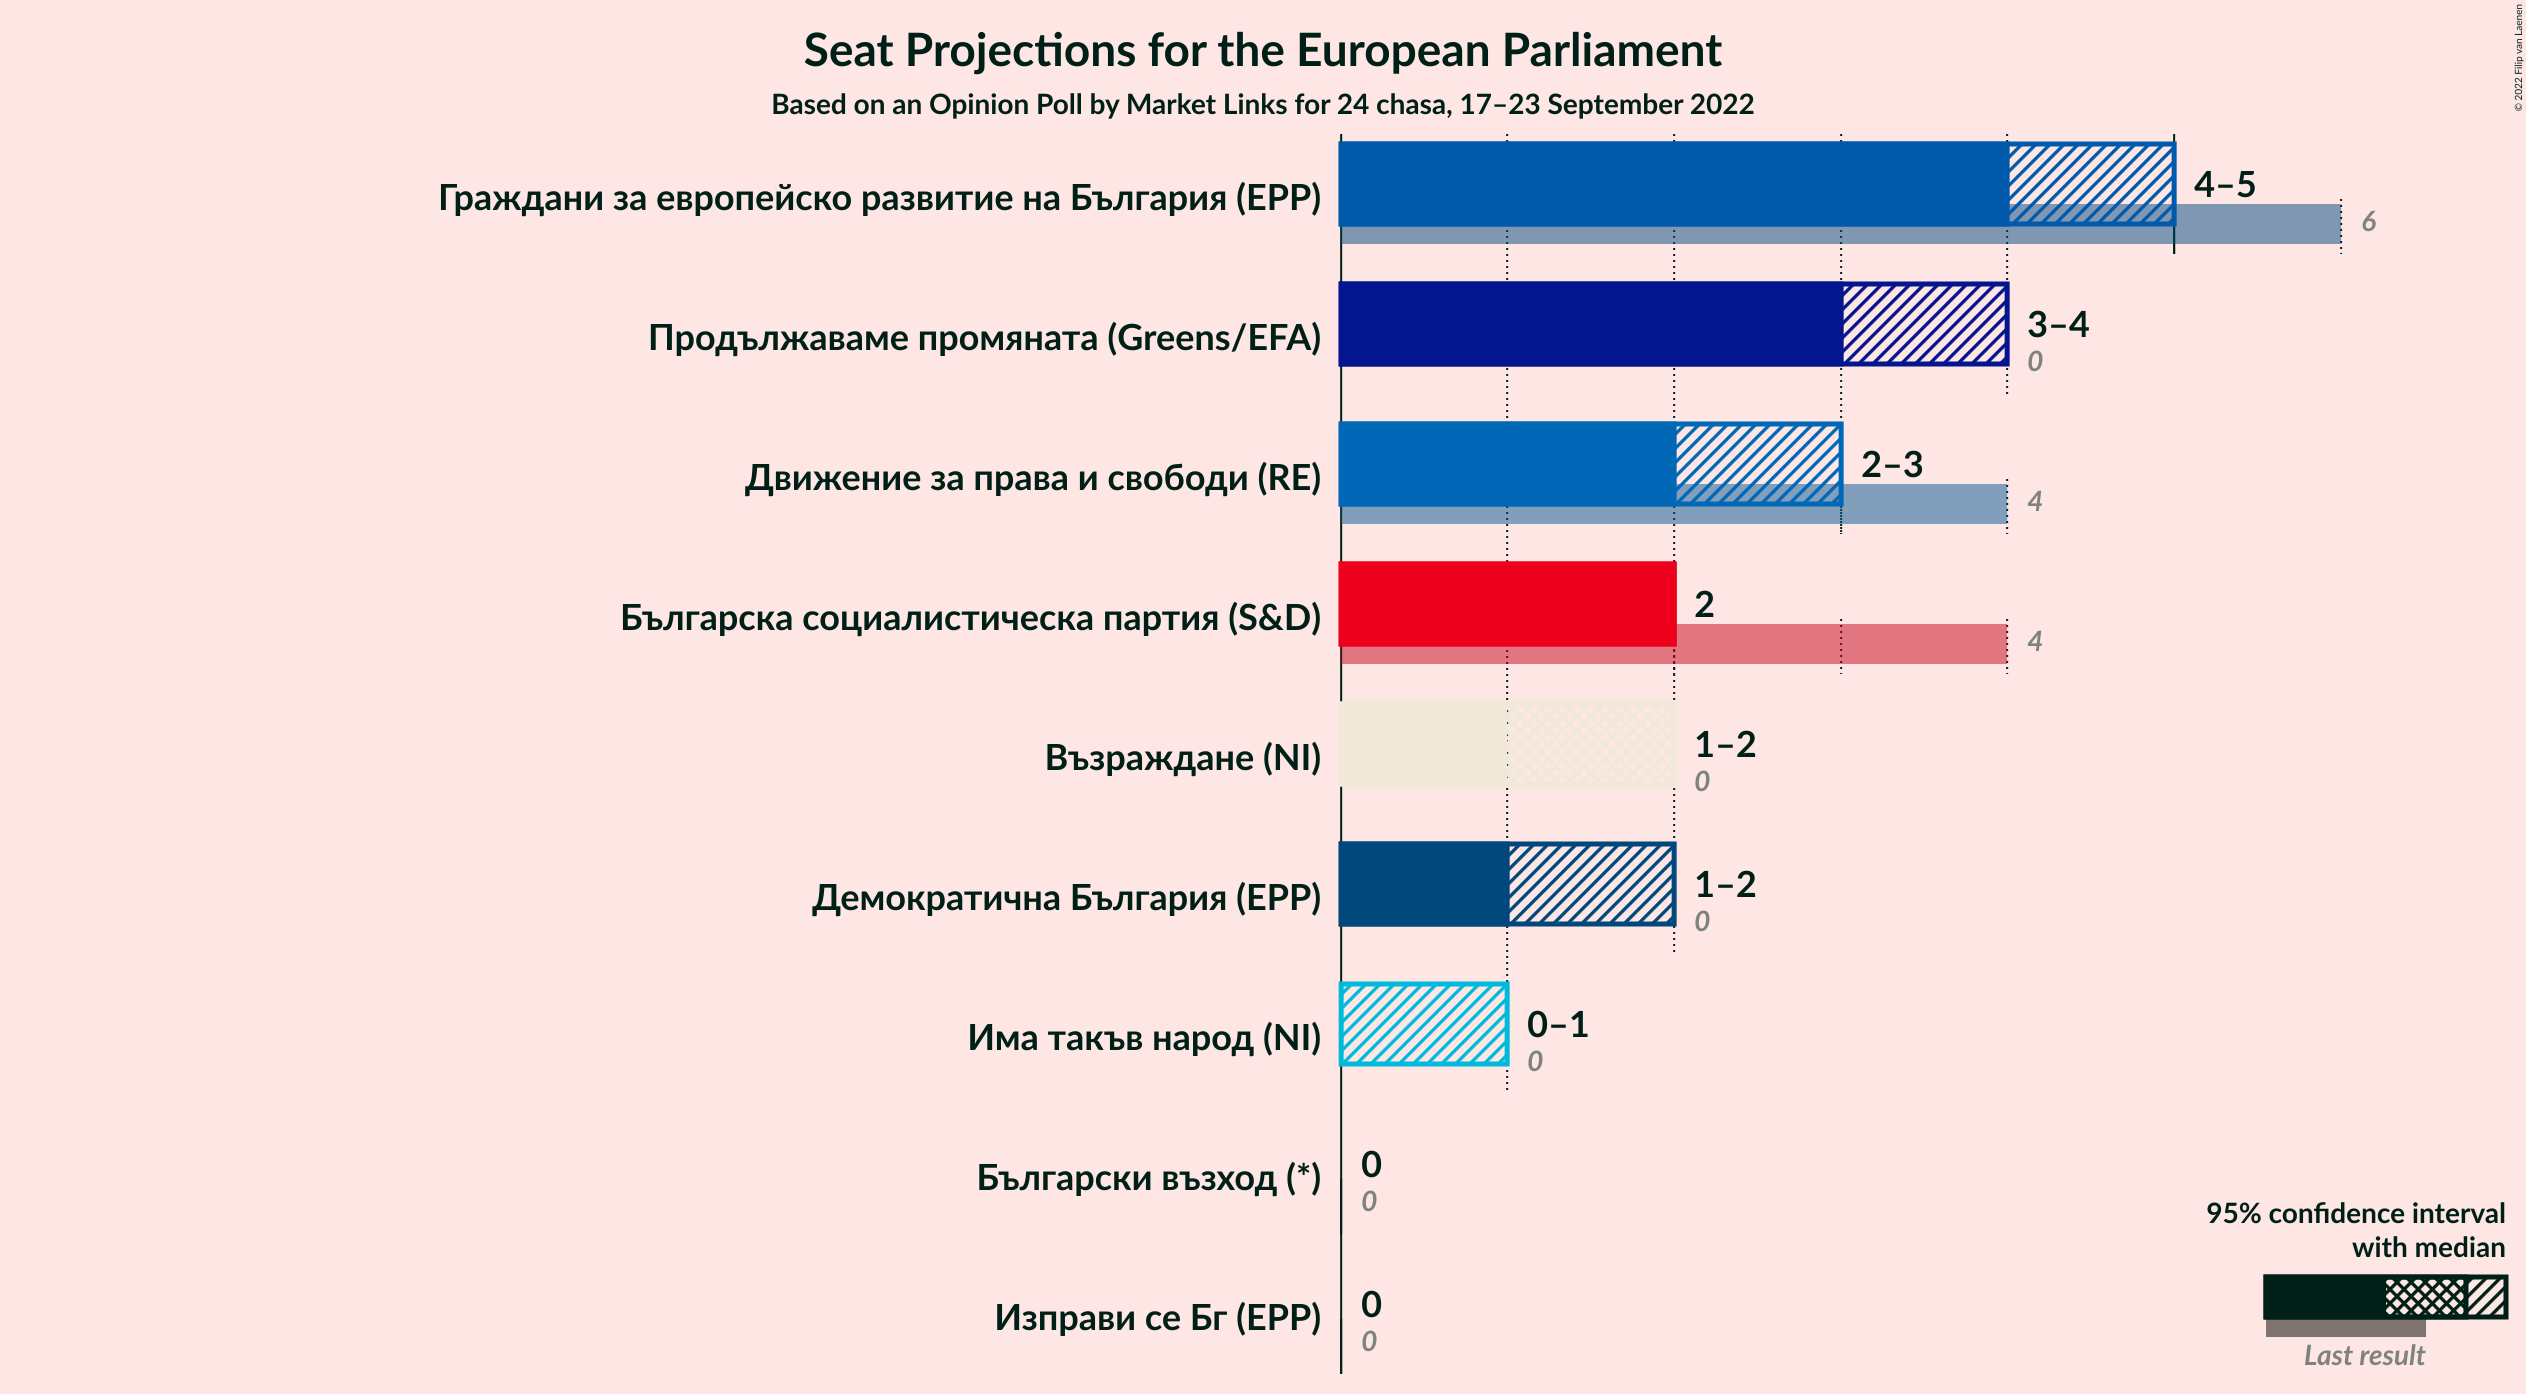 Seat Projections for the European Parliament
Based on an Opinion Poll by Market Links for 24 chasa, 17–23 September 2022
© 2022 Filip van Laenen
Граждани за европейско развитие на България (EPP)
4–5
6
Продължаваме промяната (Greens/EFA)
3–4
0
Движение за права и свободи (RE)
2–3
4
Българска социалистическа партия (S&D)
2
4
Възраждане (NI)
1–2
0
Демократична България (EPP)
1–2
0
Има такъв народ (NI)
0–1
0
Български възход (*)
0
0
Изправи се Бг (EPP)
0
0
95% confidence interval
with median
Last result